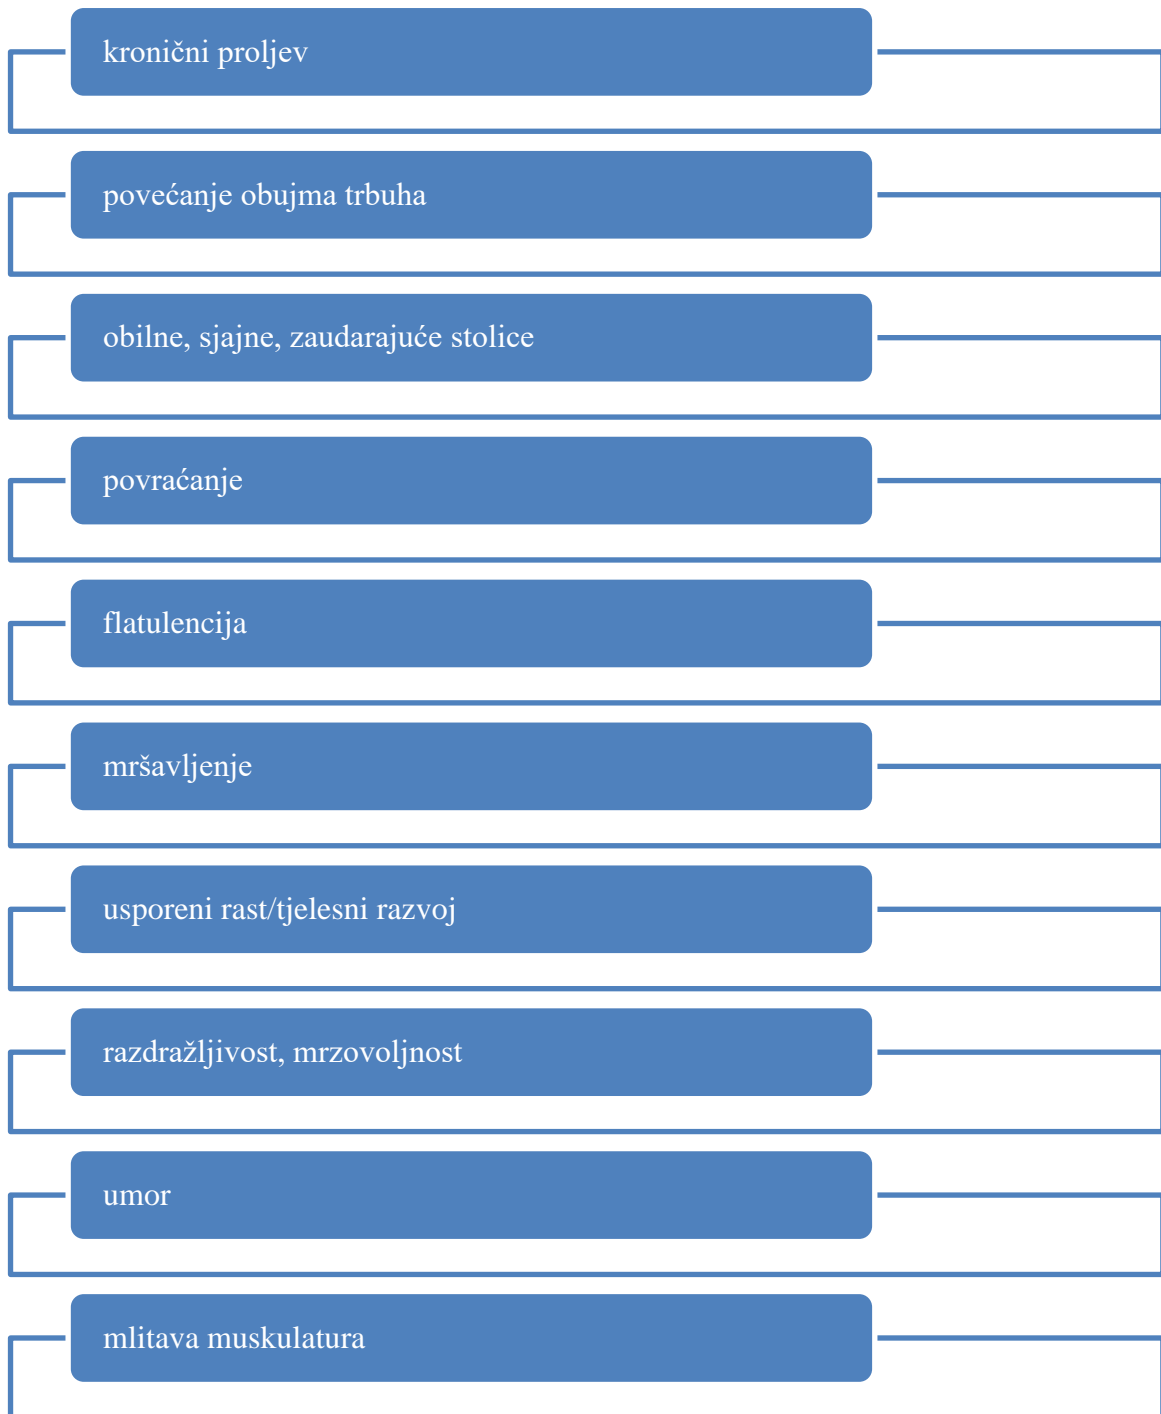 kronični proljev
povećanje obujma trbuha
obilne, sjajne, zaudarajuće stolice
povraćanje
flatulencija
mršavljenje
usporeni rast/tjelesni razvoj
razdražljivost, mrzovoljnost
umor
mlitava muskulatura